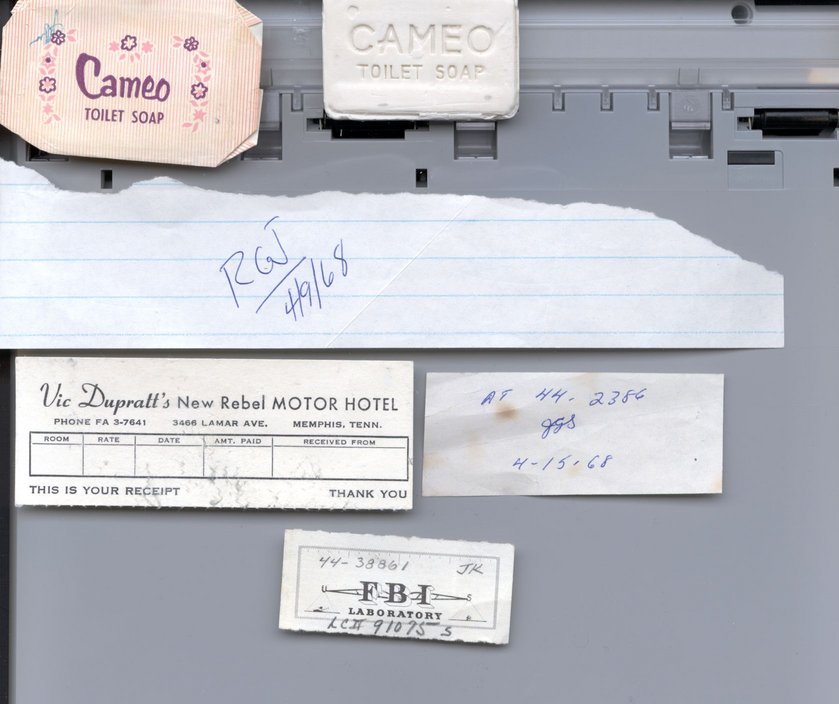 Cameo
TOILET SOAP
CAMEO
TOILET SOAP
RGJ
4/9/68
Vic Dupratt's New Rebel MOTOR HOTEL
PHONE FA 3-7641 3466 LAMAR AVE. MEMPHIS, TENN.
ROOM RATE DATE AMT. PAID RECEIVED FROM
THIS IS YOUR RECEIPT THANK YOU
AT 44-2386
JJS
4-15-68
44-38861 JK
U S
F-B-I
LABORATORY
91075 S